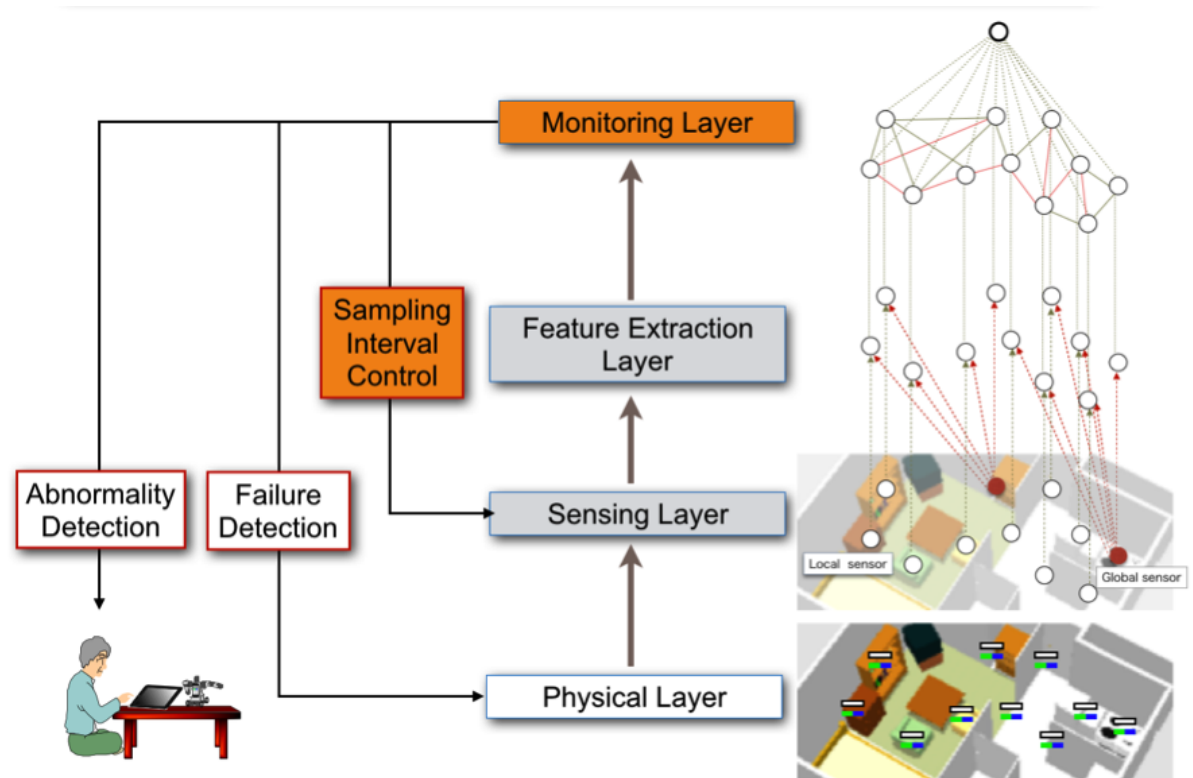 Monitoring Layer
Sampling
Interval
Control
Feature Extraction
Layer
Abnormality
Detection
Failure
Detection
Sensing Layer
Local sensor
Global sensor
Physical Layer